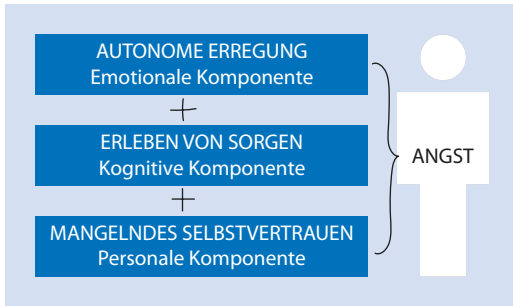 AUTONOME ERREGUNG
Emotionale Komponente
+
ERLEBEN VON SORGEN
Kognitive Komponente
+
MANGELNDES SELBSTVERTRAUEN
Personale Komponente
ANGST